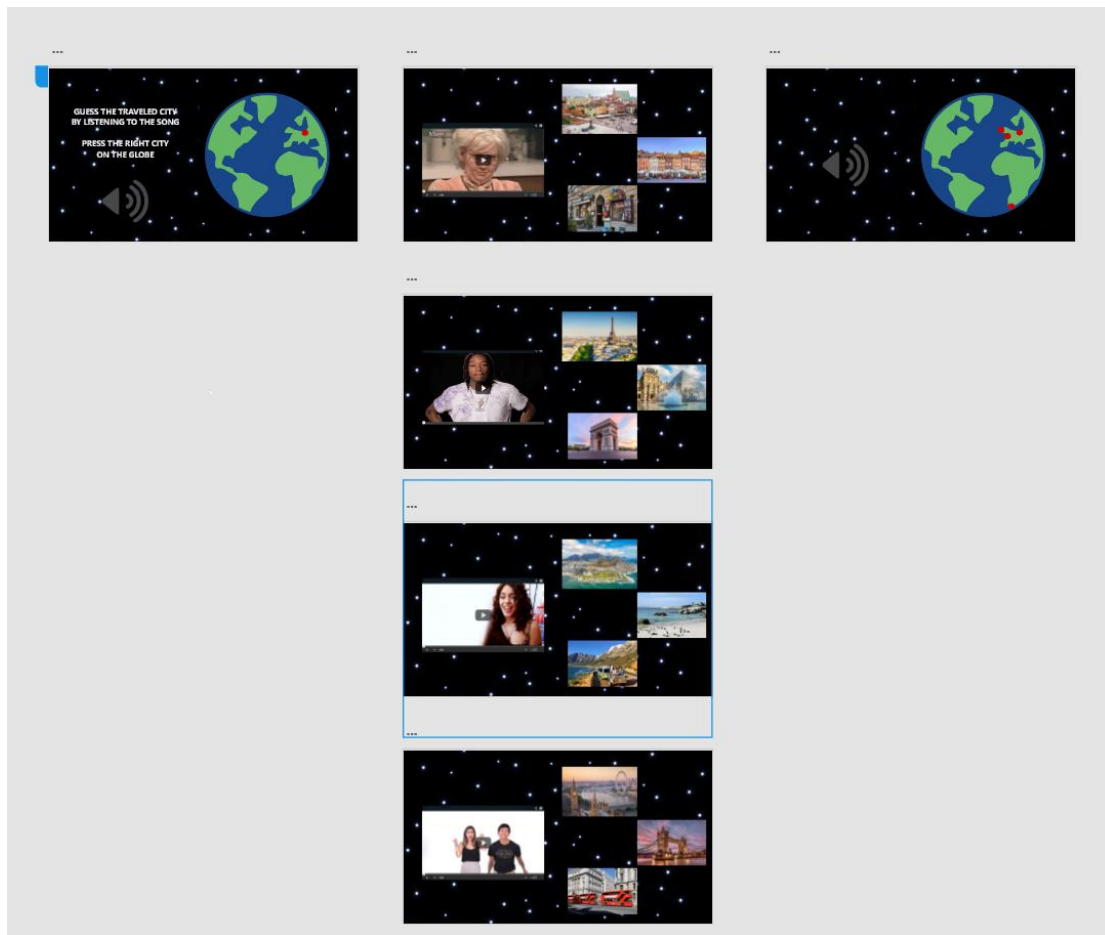 ...
...
...
GUESS THE TRAVELED CITY
BY LISTENING TO THE SONG
PRESS THE RIGHT CITY
ON THE GLOBE
...
...
...